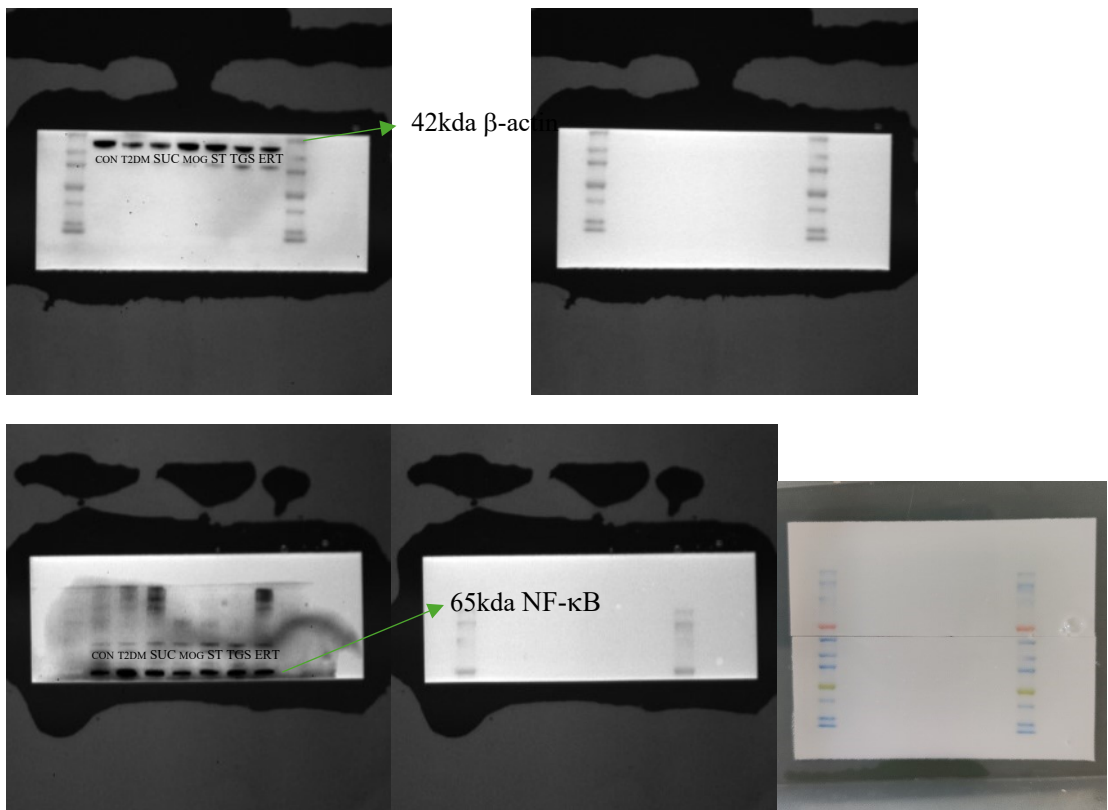 42kda β-actin
CON T2DM SUC MOG ST TGS ERT
65kda NF-κB
CON T2DM SUC MOG ST TGS ERT